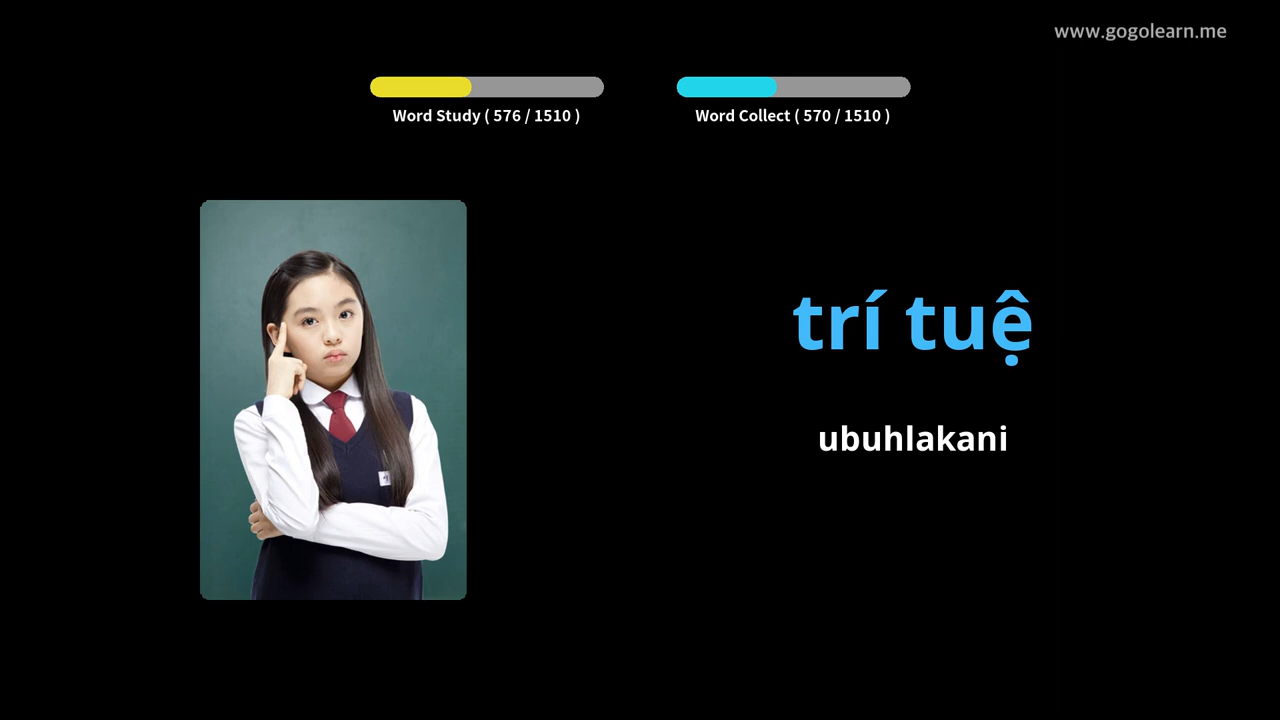 www.gogolearn.me
Word Study ( 576 / 1510 )
Word Collect ( 570 / 1510 )
trí tuệ
ubuhlakani